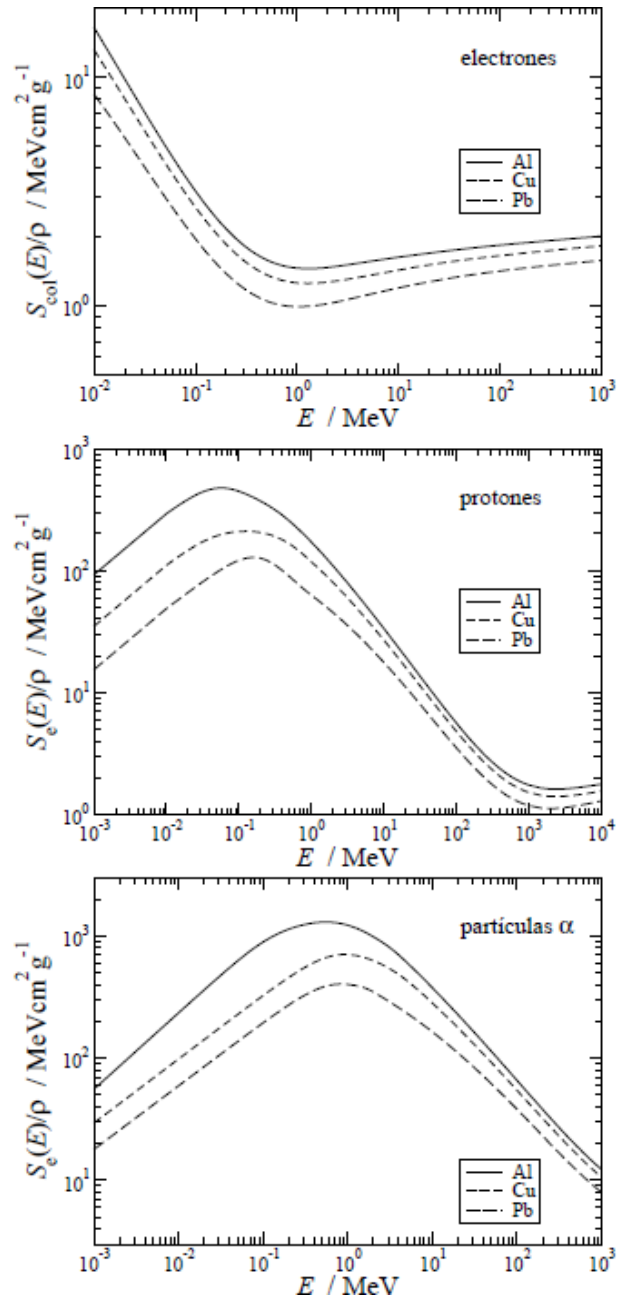 electrones
S_col(E)/ρ / MeVcm² g⁻¹
10¹
10⁰
Al
Cu
Pb
10⁻² 10⁻¹ 10⁰ 10¹ 10² 10³
E / MeV
protones
S_e(E)/ρ / MeVcm² g⁻¹
10³
10²
10¹
10⁰
Al
Cu
Pb
10⁻³ 10⁻² 10⁻¹ 10⁰ 10¹ 10² 10³ 10⁴
E / MeV
partículas α
S_e(E)/ρ / MeVcm² g⁻¹
10³
10²
10¹
Al
Cu
Pb
10⁻³ 10⁻² 10⁻¹ 10⁰ 10¹ 10² 10³
E / MeV